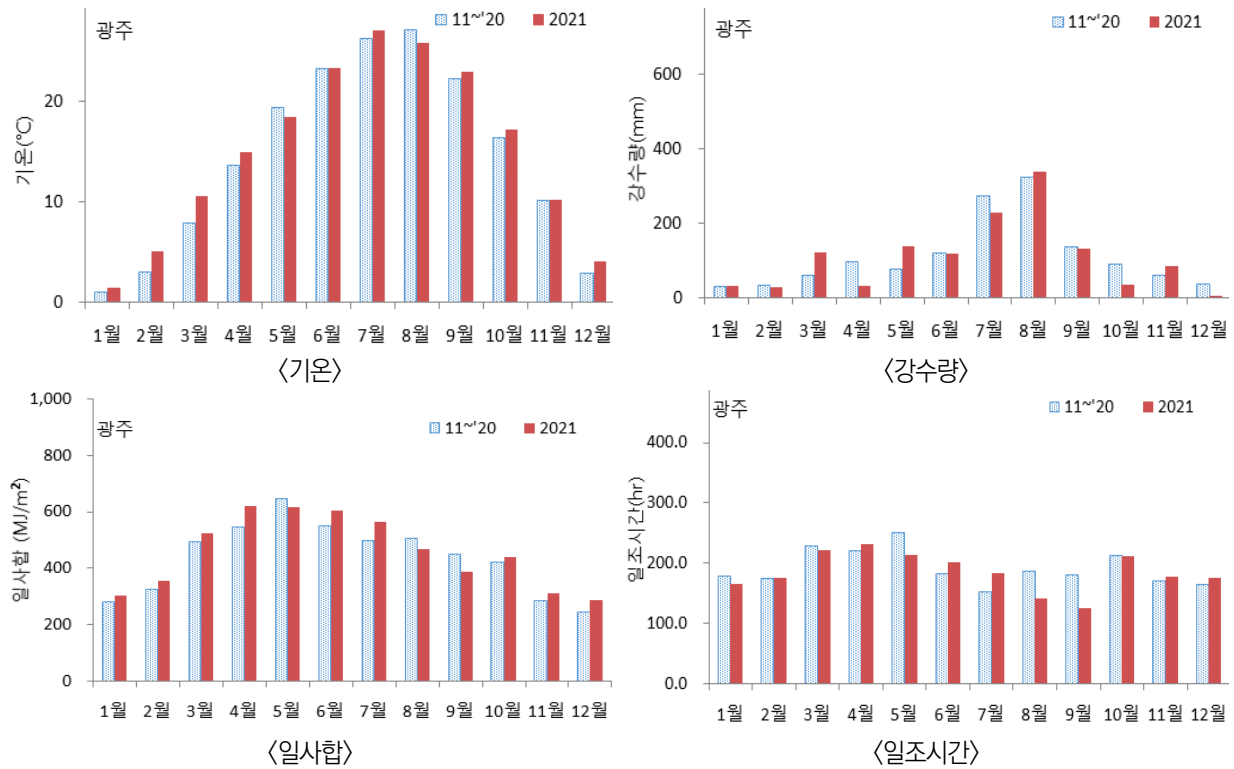 광주
11~'20 2021
기온(℃)
20
10
0
1월 2월 3월 4월 5월 6월 7월 8월 9월 10월 11월 12월
〈기온〉
광주
11~'20 2021
강수량(mm)
600
400
200
0
1월 2월 3월 4월 5월 6월 7월 8월 9월 10월 11월 12월
〈강수량〉
광주
11~'20 2021
일사합 (MJ/m²)
1,000
800
600
400
200
0
1월 2월 3월 4월 5월 6월 7월 8월 9월 10월 11월 12월
〈일사합〉
광주
11~'20 2021
일조시간(hr)
400.0
300.0
200.0
100.0
0.0
1월 2월 3월 4월 5월 6월 7월 8월 9월 10월 11월 12월
〈일조시간〉